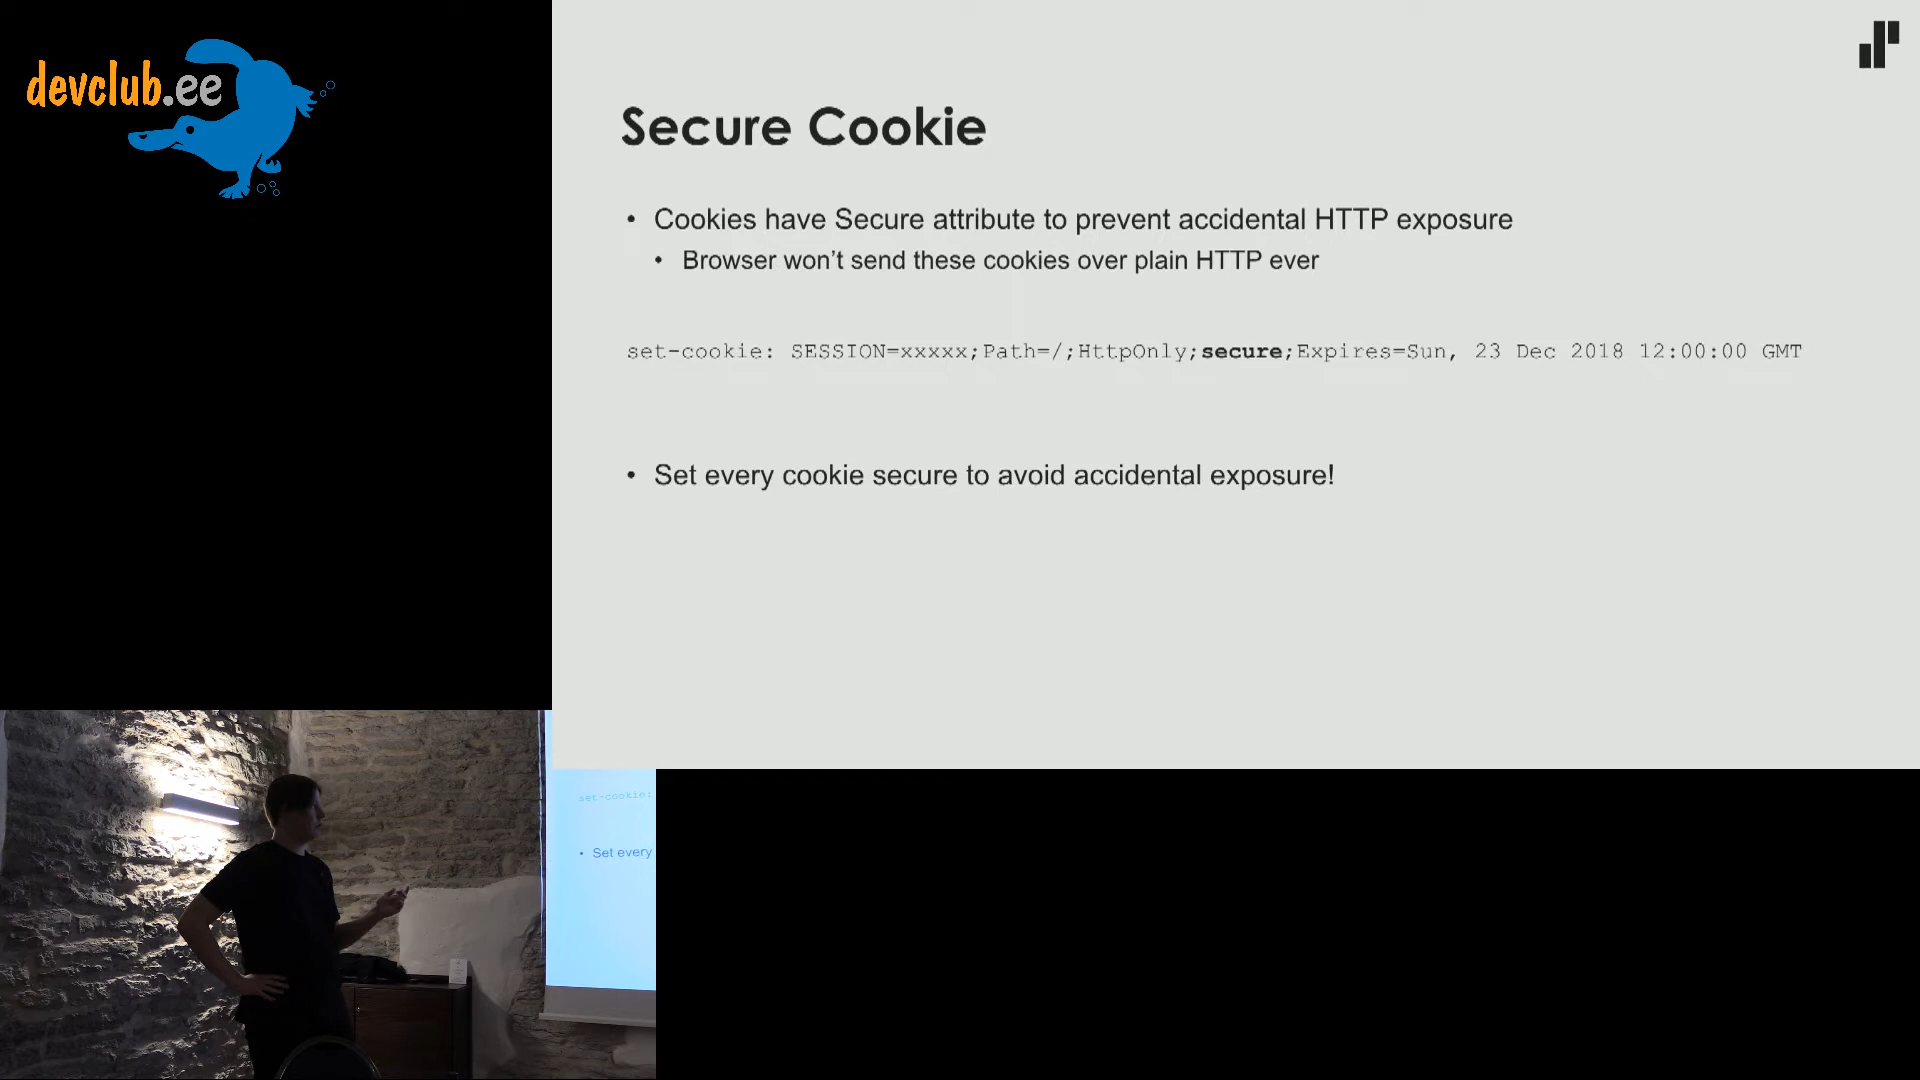 devclub.ee
Secure Cookie
• Cookies have Secure attribute to prevent accidental HTTP exposure
• Browser won’t send these cookies over plain HTTP ever
set-cookie: SESSION=xxxxx;Path=/;HttpOnly;secure;Expires=Sun, 23 Dec 2018 12:00:00 GMT
• Set every cookie secure to avoid accidental exposure!
set-cookie:
• Set every